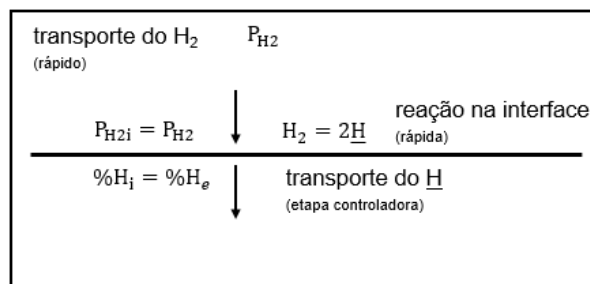 transporte do H₂ P_H2
(rápido)
reação na interface
P_H2i = P_H2 H₂ = 2H̲ (rápida)
%H_i = %H_e transporte do H̲
(etapa controladora)